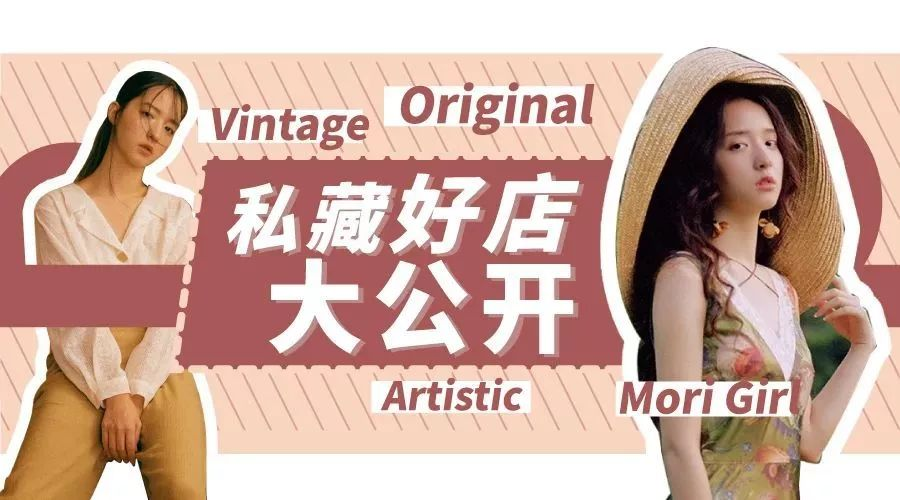 Vintage
Original
私藏好店
大公开
Artistic
Mori Girl